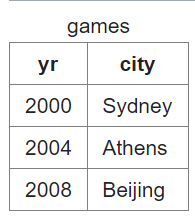 games
yr city
2000 Sydney
2004 Athens
2008 Beijing